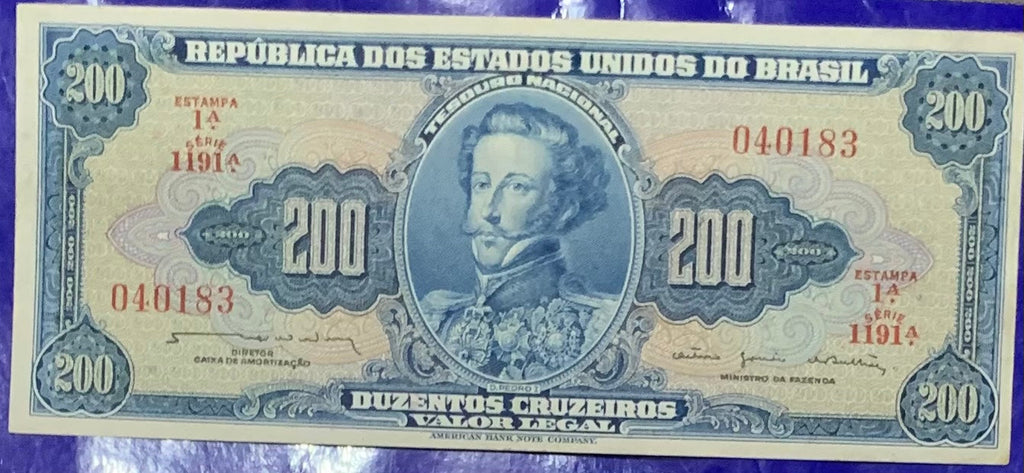 REPÚBLICA DOS ESTADOS UNIDOS DO BRASIL
TESOURO NACIONAL
200
200
ESTAMPA
1ª
SÉRIE
1191ª
040183
200
200
200
200
040183
ESTAMPA
1ª
SÉRIE
1191ª
DIRETOR
CAIXA DE AMORTIZAÇÃO
MINISTRO DA FAZENDA
D. PEDRO I
200
200
DUZENTOS CRUZEIROS
VALOR LEGAL
AMERICAN BANK NOTE COMPANY.